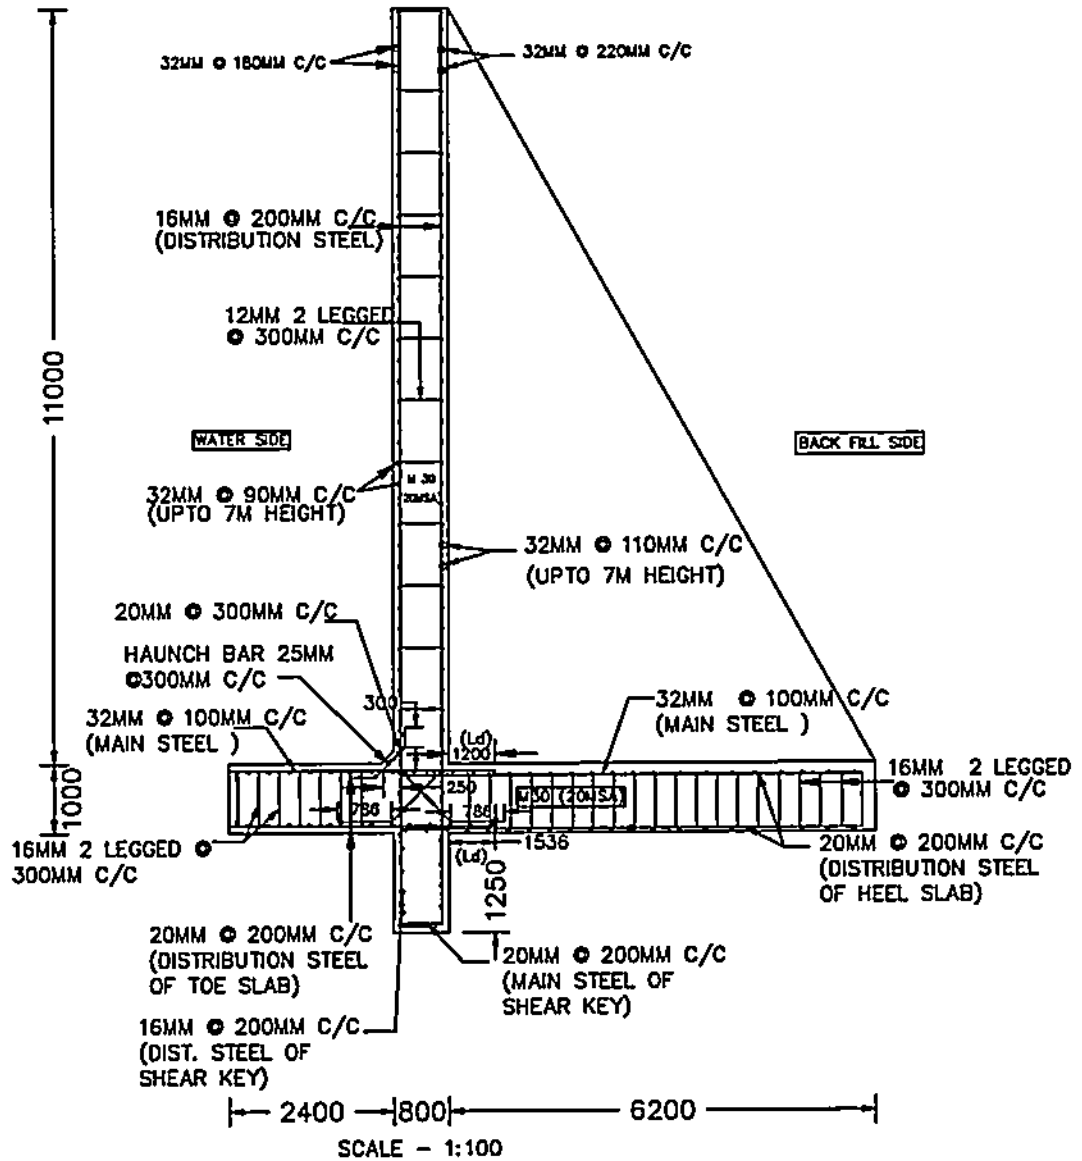 32MM @ 180MM C/C
32MM @ 220MM C/C
16MM @ 200MM C/C
(DISTRIBUTION STEEL)
12MM 2 LEGGED
@ 300MM C/C
11000
WATER SIDE
BACK FILL SIDE
M 30
20MSA
32MM @ 90MM C/C
(UPTO 7M HEIGHT)
32MM @ 110MM C/C
(UPTO 7M HEIGHT)
20MM @ 300MM C/C
HAUNCH BAR 25MM
@300MM C/C
300
32MM @ 100MM C/C
(MAIN STEEL )
32MM @ 100MM C/C
(MAIN STEEL )
(Ld)
1200
1000
250
786
786
M30 (20MSA)
16MM 2 LEGGED
@ 300MM C/C
16MM 2 LEGGED @
300MM C/C
(Ld)
1536
1250
20MM @ 200MM C/C
(DISTRIBUTION STEEL
OF HEEL SLAB)
20MM @ 200MM C/C
(DISTRIBUTION STEEL
OF TOE SLAB)
20MM @ 200MM C/C
(MAIN STEEL OF
SHEAR KEY)
16MM @ 200MM C/C
(DIST. STEEL OF
SHEAR KEY)
2400
800
6200
SCALE - 1:100